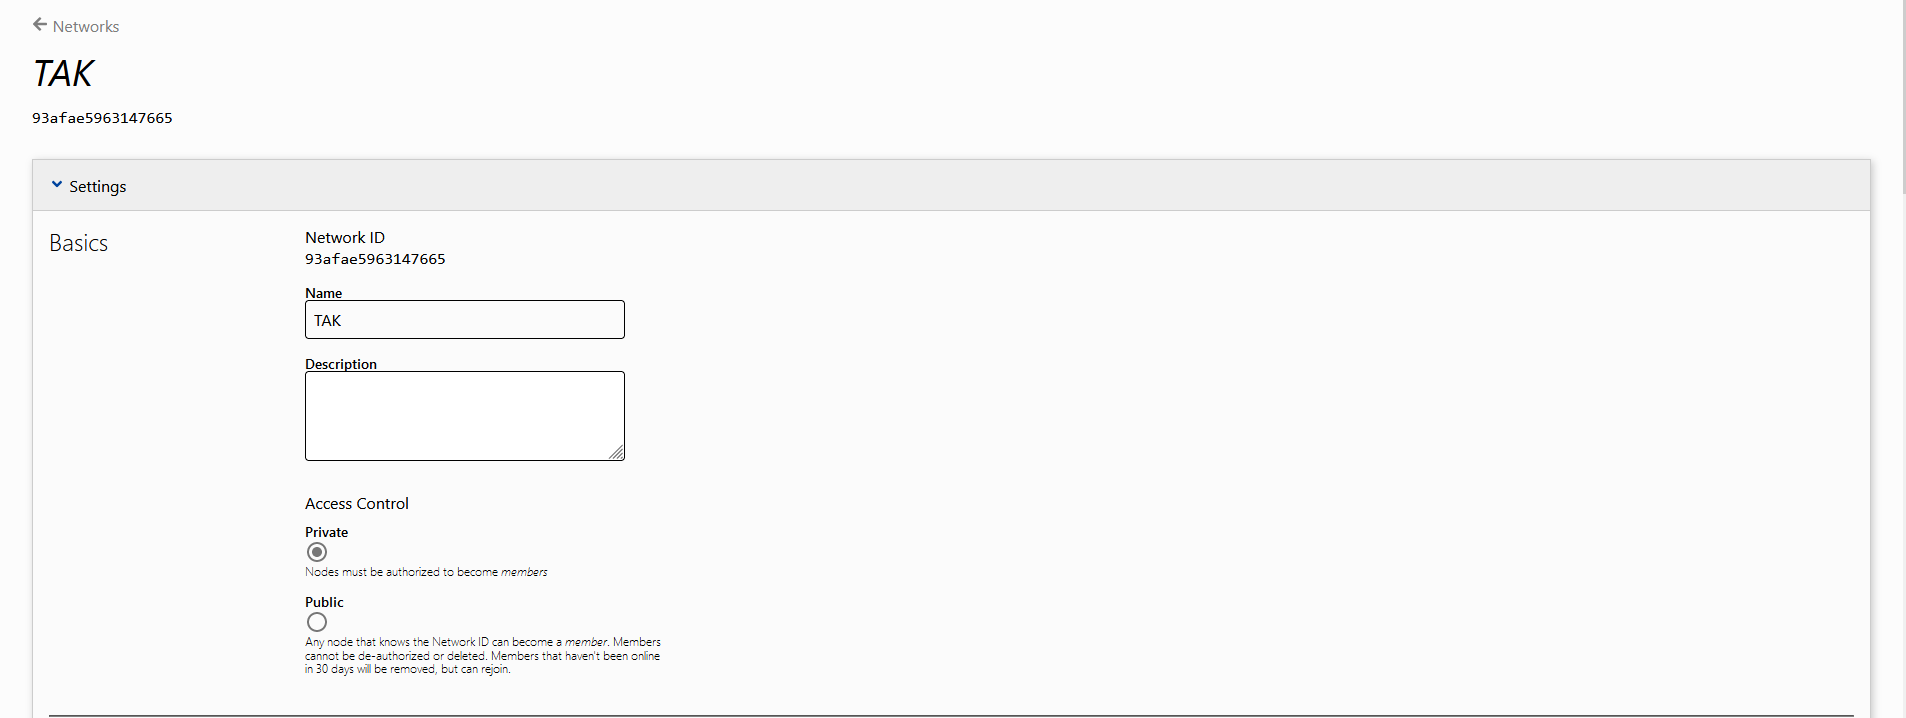 Networks
TAK
93afae5963147665
Settings
Basics
Network ID
93afae5963147665
Name
TAK
Description
Access Control
Private
Nodes must be authorized to become members
Public
Any node that knows the Network ID can become a member. Members
cannot be de-authorized or deleted. Members that haven't been online
in 30 days will be removed, but can rejoin.